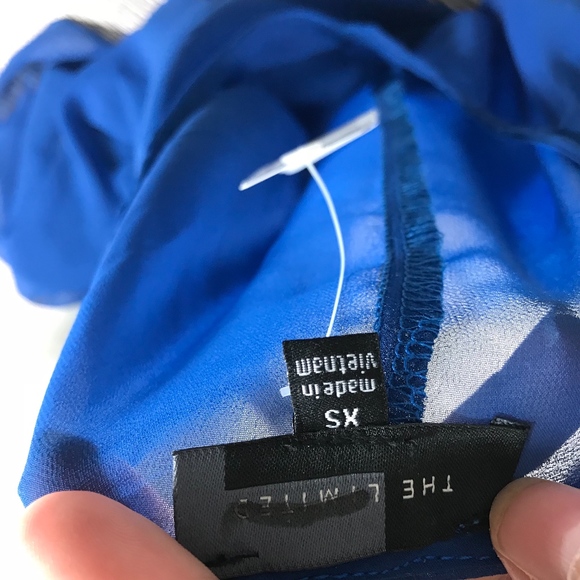 THE LIMITED
XS
made in
vietnam